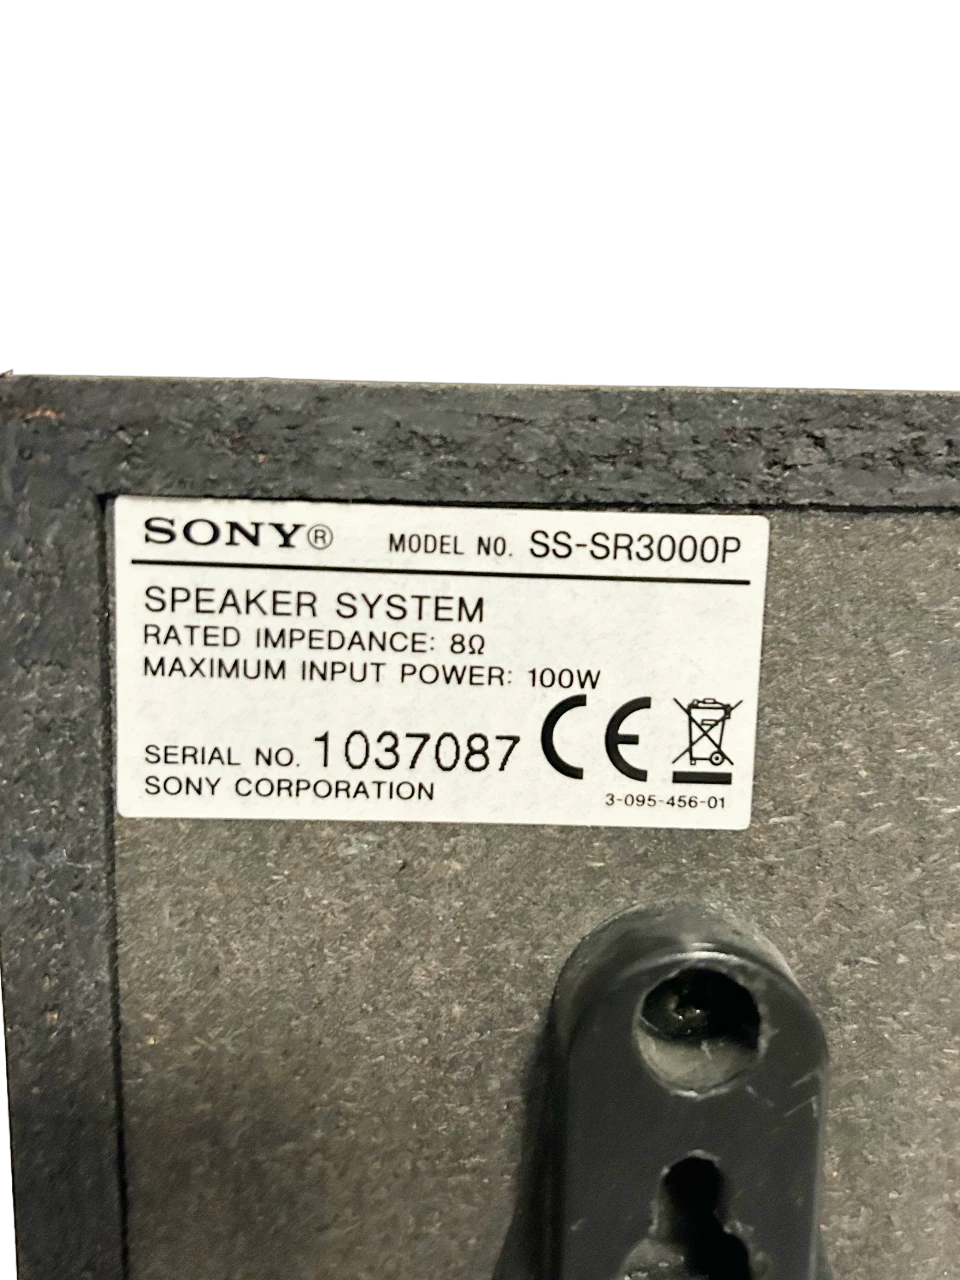 SONY® MODEL NO. SS-SR3000P
SPEAKER SYSTEM
RATED IMPEDANCE: 8Ω
MAXIMUM INPUT POWER: 100W
SERIAL NO. 1037087 CE
SONY CORPORATION
3-095-456-01